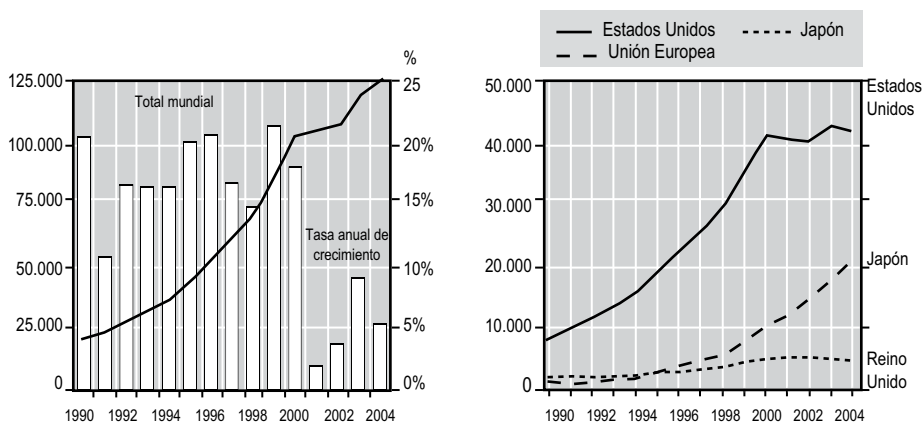 Estados Unidos
Japón
Unión Europea
%
125.000
100.000
75.000
50.000
25.000
0
Total mundial
Tasa anual de
crecimiento
25
20%
15%
10%
5%
0%
1990 1992 1994 1996 1998 2000 2002 2004
50.000
40.000
30.000
20.000
10.000
0
Estados
Unidos
Japón
Reino
Unido
1990 1992 1994 1996 1998 2000 2002 2004